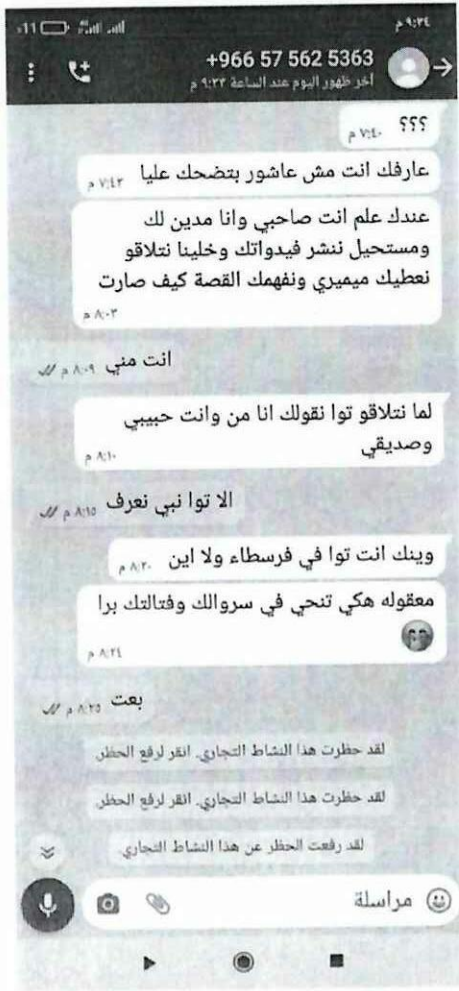 ٩:٣٤ م
11
+966 57 562 5363
آخر ظهور اليوم عند الساعة ٩:٣٣ م
؟؟؟ ٧:٤٠ م
عارفك انت مش عاشور بتضحك عليا ٧:٤٣ م
عندك علم انت صاحبي وانا مدين لك
ومستحيل ننشر فيدواتك وخلينا نتلاقو
نعطيك ميميري ونفهمك القصة كيف صارت
٨:٠٣ م
انت مني ٨:٠٩ م
لما نتلاقو توا نقولك انا من وانت حبيبي
وصديقي
٨:١٠ م
الا توا نبي نعرف ٨:١٥ م
وينك انت توا في فرسطاء ولا اين ٨:٢٠ م
معقوله هكي تنحي في سروالك وفتالتك برا
٨:٢٤ م
بعت ٨:٢٥ م
لقد حظرت هذا النشاط التجاري. انقر لرفع الحظر.
لقد حظرت هذا النشاط التجاري. انقر لرفع الحظر.
لقد رفعت الحظر عن هذا النشاط التجاري
مراسلة